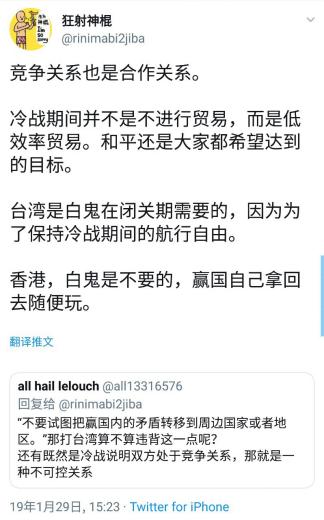 狂射神棍
@rinimabi2jiba
竞争关系也是合作关系。
冷战期间并不是不进行贸易，而是低
效率贸易。和平还是大家都希望达到
的目标。
台湾是白鬼在闭关期需要的，因为为
了保持冷战期间的航行自由。
香港，白鬼是不要的，赢国自己拿回
去随便玩。
翻译推文
all hail lelouch @all13316576
回复给 @rinimabi2jiba
“不要试图把赢国内的矛盾转移到周边国家或者地
区。”那打台湾算不算违背这一点呢？
还有既然是冷战说明双方处于竞争关系，那就是一
种不可控关系
19年1月29日, 15:23 · Twitter for iPhone